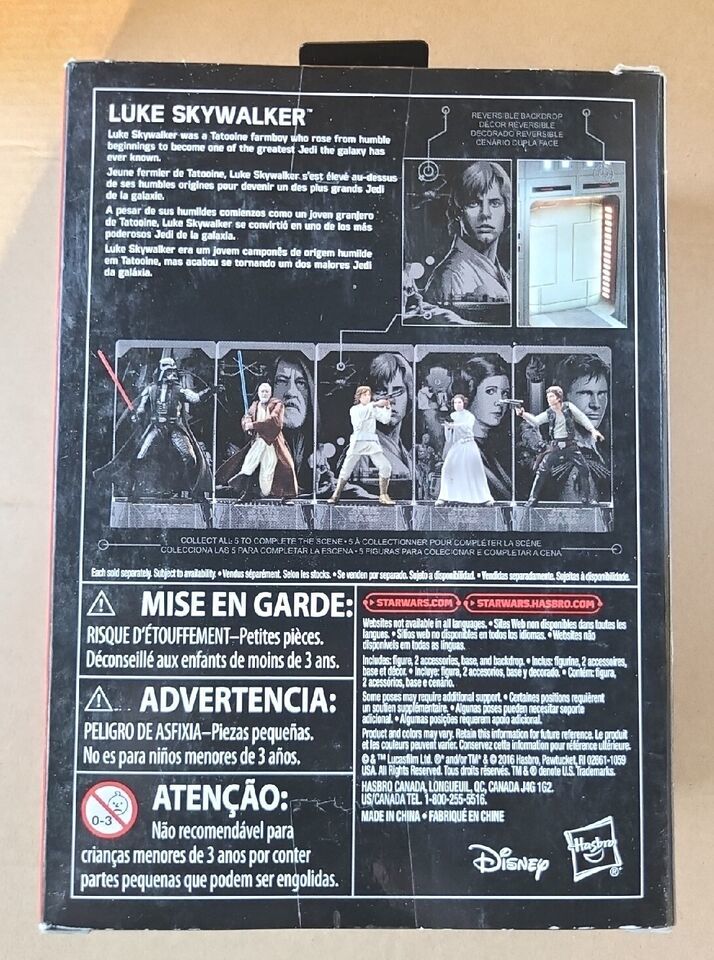 LUKE SKYWALKER™
Luke Skywalker was a Tatooine farmboy who rose from humble
beginnings to become one of the greatest Jedi the galaxy has
ever known.
Jeune fermier de Tatooine, Luke Skywalker s'est élevé au-dessus
de ses humbles origines pour devenir un des plus grands Jedi
de la galaxie.
A pesar de sus humildes comienzos como un joven granjero
de Tatooine, Luke Skywalker se convirtió en uno de los más
poderosos Jedi de la galaxia.
Luke Skywalker era um jovem camponês de origem humilde
em Tatooine, mas acabou se tornando um dos maiores Jedi
da galáxia.
REVERSIBLE BACKDROP
DÉCOR RÉVERSIBLE
DECORADO REVERSIBLE
CENÁRIO DUPLA FACE
COLLECT ALL 5 TO COMPLETE THE SCENE • 5 À COLLECTIONNER POUR COMPLÉTER LA SCÈNE
COLECCIONA LAS 5 PARA COMPLETAR LA ESCENA • 5 FIGURAS PARA COLECIONAR E COMPLETAR A CENA
Each sold separately. Subject to availability. • Vendus séparément. Selon les stocks. • Se venden por separado. Sujeto a disponibilidad. • Vendidas separadamente. Sujeitas à disponibilidade.
MISE EN GARDE:
RISQUE D'ÉTOUFFEMENT–Petites pièces.
Déconseillé aux enfants de moins de 3 ans.
ADVERTENCIA:
PELIGRO DE ASFIXIA–Piezas pequeñas.
No es para niños menores de 3 años.
0-3
ATENÇÃO:
Não recomendável para
crianças menores de 3 anos por conter
partes pequenas que podem ser engolidas.
STARWARS.COM • STARWARS.HASBRO.COM
Websites not available in all languages. • Sites Web non disponibles dans toutes les
langues. • Sitios web no disponibles en todos los idiomas. • Websites não
disponíveis em todas as línguas.
Includes: figure, 2 accessories, base, and backdrop. • Inclus: figurine, 2 accessoires,
base et décor. • Incluye: figura, 2 accesorios, base y decorado. • Contém: figura,
2 acessórios, base e cenário.
Some poses may require additional support. • Certaines positions requièrent
un soutien supplémentaire. • Algunas poses pueden necesitar soporte
adicional. • Algumas posições requerem apoio adicional.
Product and colors may vary. Retain this information for future reference. Le produit
et les couleurs peuvent varier. Conservez cette information pour référence ultérieure.
© & ™ Lucasfilm Ltd. ®* and/or TM* & © 2016 Hasbro, Pawtucket, RI 02861-1059
USA. All Rights Reserved. Tous droits réservés. TM & ® denote U.S. Trademarks.
HASBRO CANADA, LONGUEUIL, QC, CANADA J4G 1G2.
US/CANADA TEL. 1-800-255-5516.
MADE IN CHINA • FABRIQUÉ EN CHINE
Disney
Hasbro®